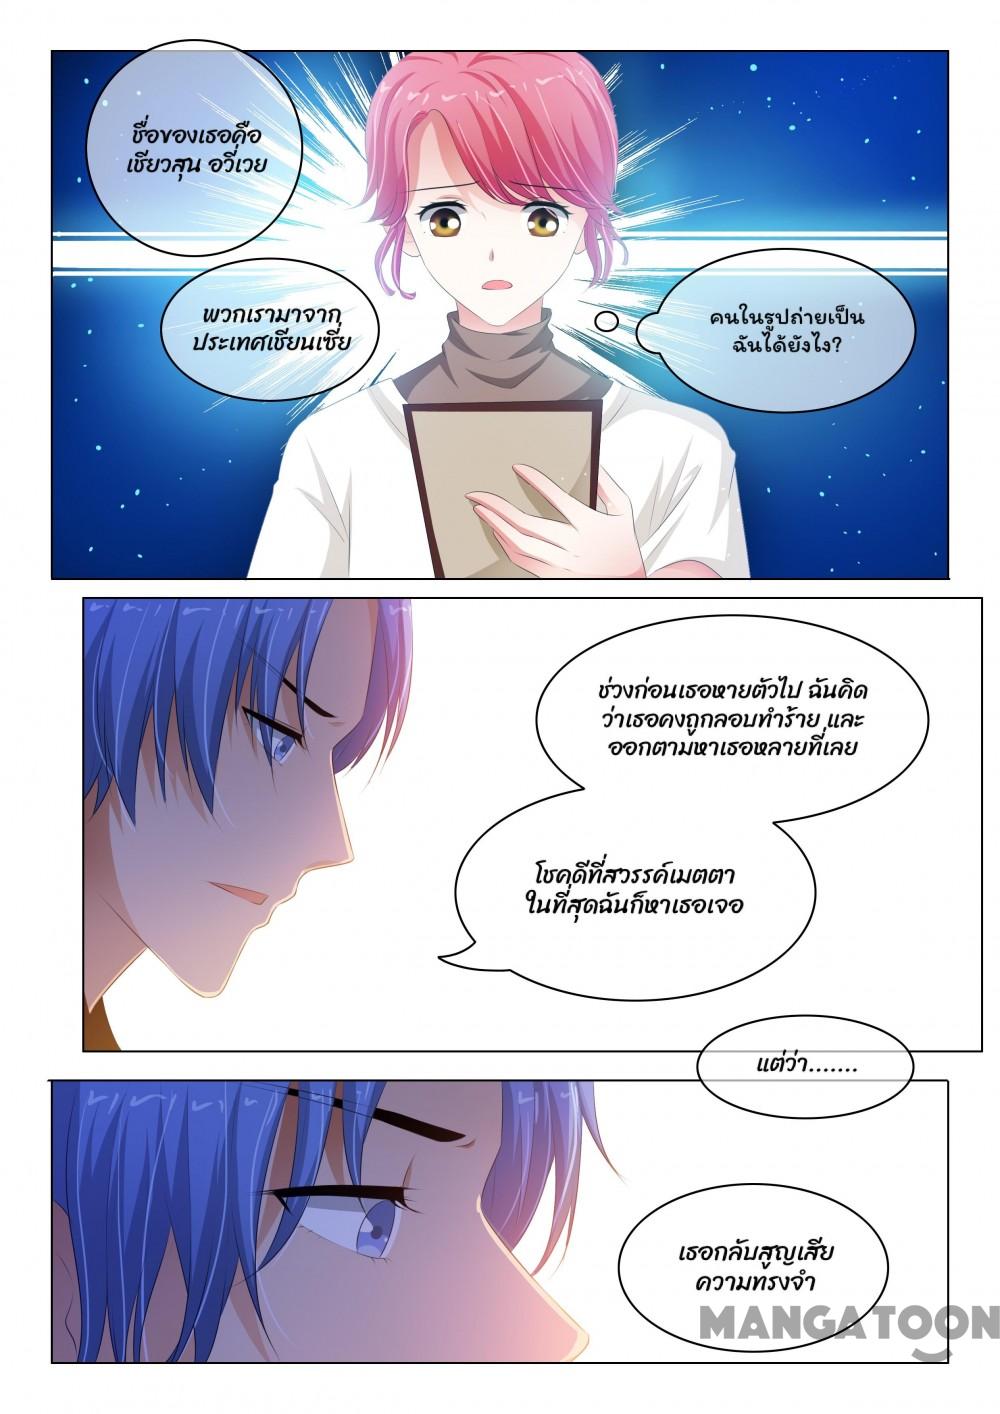 ชื่อของเธอคือ
เซียวสุน อวี่เวย
พวกเรามาจาก
ประเทศเซียนเซี่ย
คนในรูปถ่ายเป็น
ฉันได้ยังไง?
ช่วงก่อนเธอหายตัวไป ฉันคิด
ว่าเธอคงถูกลอบทำร้าย และ
ออกตามหาเธอหลายที่เลย
โชคดีที่สวรรค์เมตตา
ในที่สุดฉันก็หาเธอเจอ
แต่ว่า.......
เธอกลับสูญเสีย
ความทรงจำ
MANGATOON